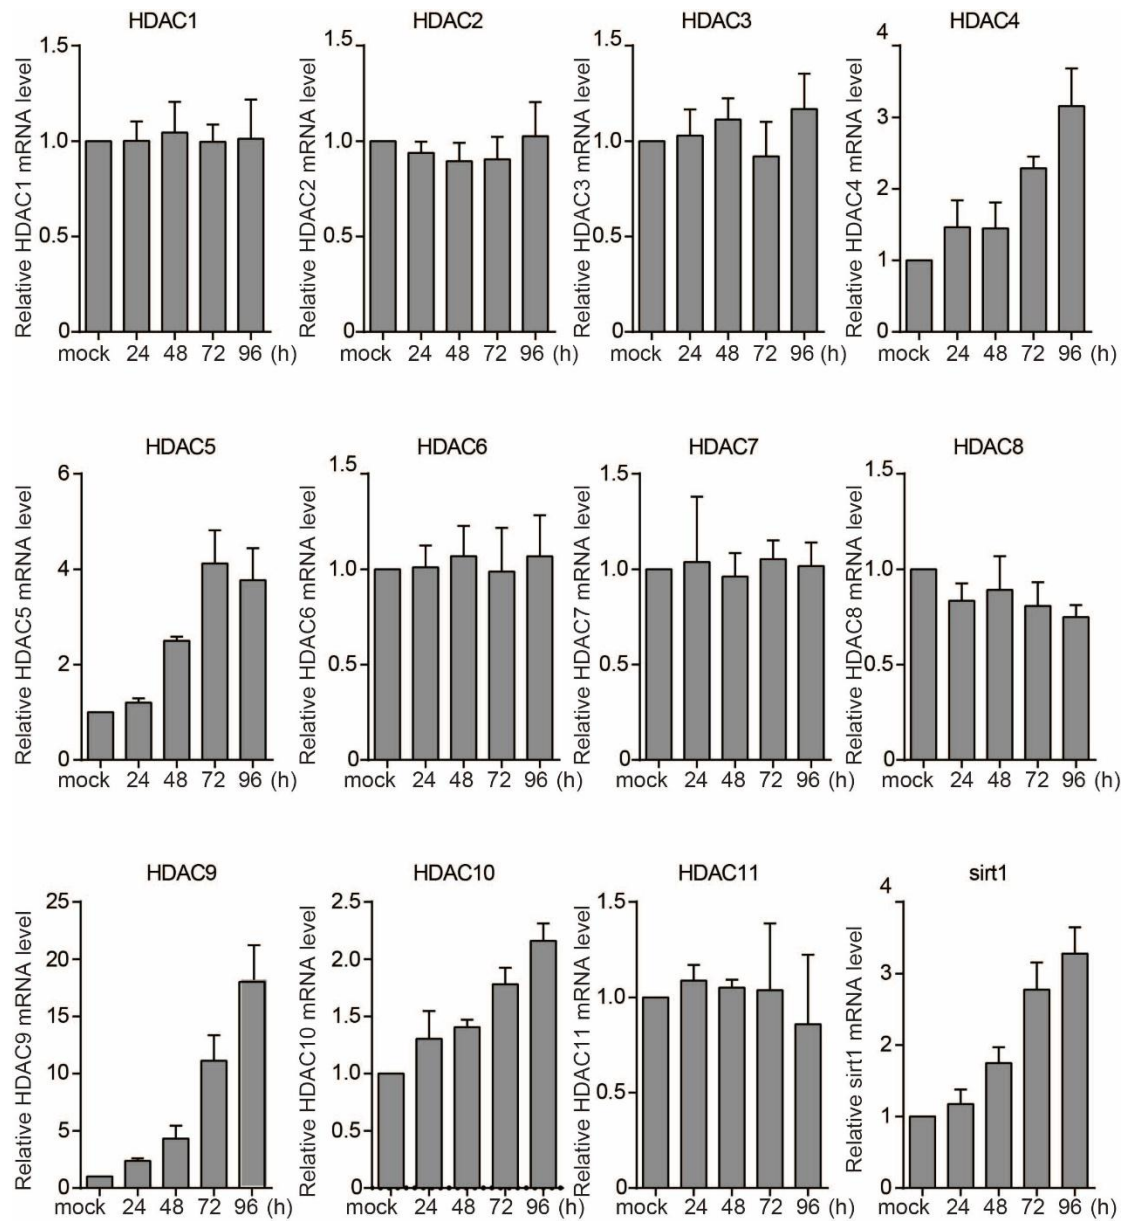 HDAC1
Relative HDAC1 mRNA level
1.5
1.0
0.5
0
mock 24 48 72 96 (h)
HDAC2
Relative HDAC2 mRNA level
1.5
1.0
0.5
0
mock 24 48 72 96 (h)
HDAC3
Relative HDAC3 mRNA level
1.5
1.0
0.5
0
mock 24 48 72 96 (h)
HDAC4
Relative HDAC4 mRNA level
4
3
2
1
0
mock 24 48 72 96 (h)
HDAC5
Relative HDAC5 mRNA level
6
4
2
0
mock 24 48 72 96 (h)
HDAC6
Relative HDAC6 mRNA level
1.5
1.0
0.5
0
mock 24 48 72 96 (h)
HDAC7
Relative HDAC7 mRNA level
1.5
1.0
0.5
0
mock 24 48 72 96 (h)
HDAC8
Relative HDAC8 mRNA level
1.5
1.0
0.5
0
mock 24 48 72 96 (h)
HDAC9
Relative HDAC9 mRNA level
25
20
15
10
5
0
mock 24 48 72 96 (h)
HDAC10
Relative HDAC10 mRNA level
2.5
2.0
1.5
1.0
0.5
0
mock 24 48 72 96 (h)
HDAC11
Relative HDAC11 mRNA level
1.5
1.0
0.5
0
mock 24 48 72 96 (h)
sirt1
Relative sirt1 mRNA level
4
3
2
1
0
mock 24 48 72 96 (h)